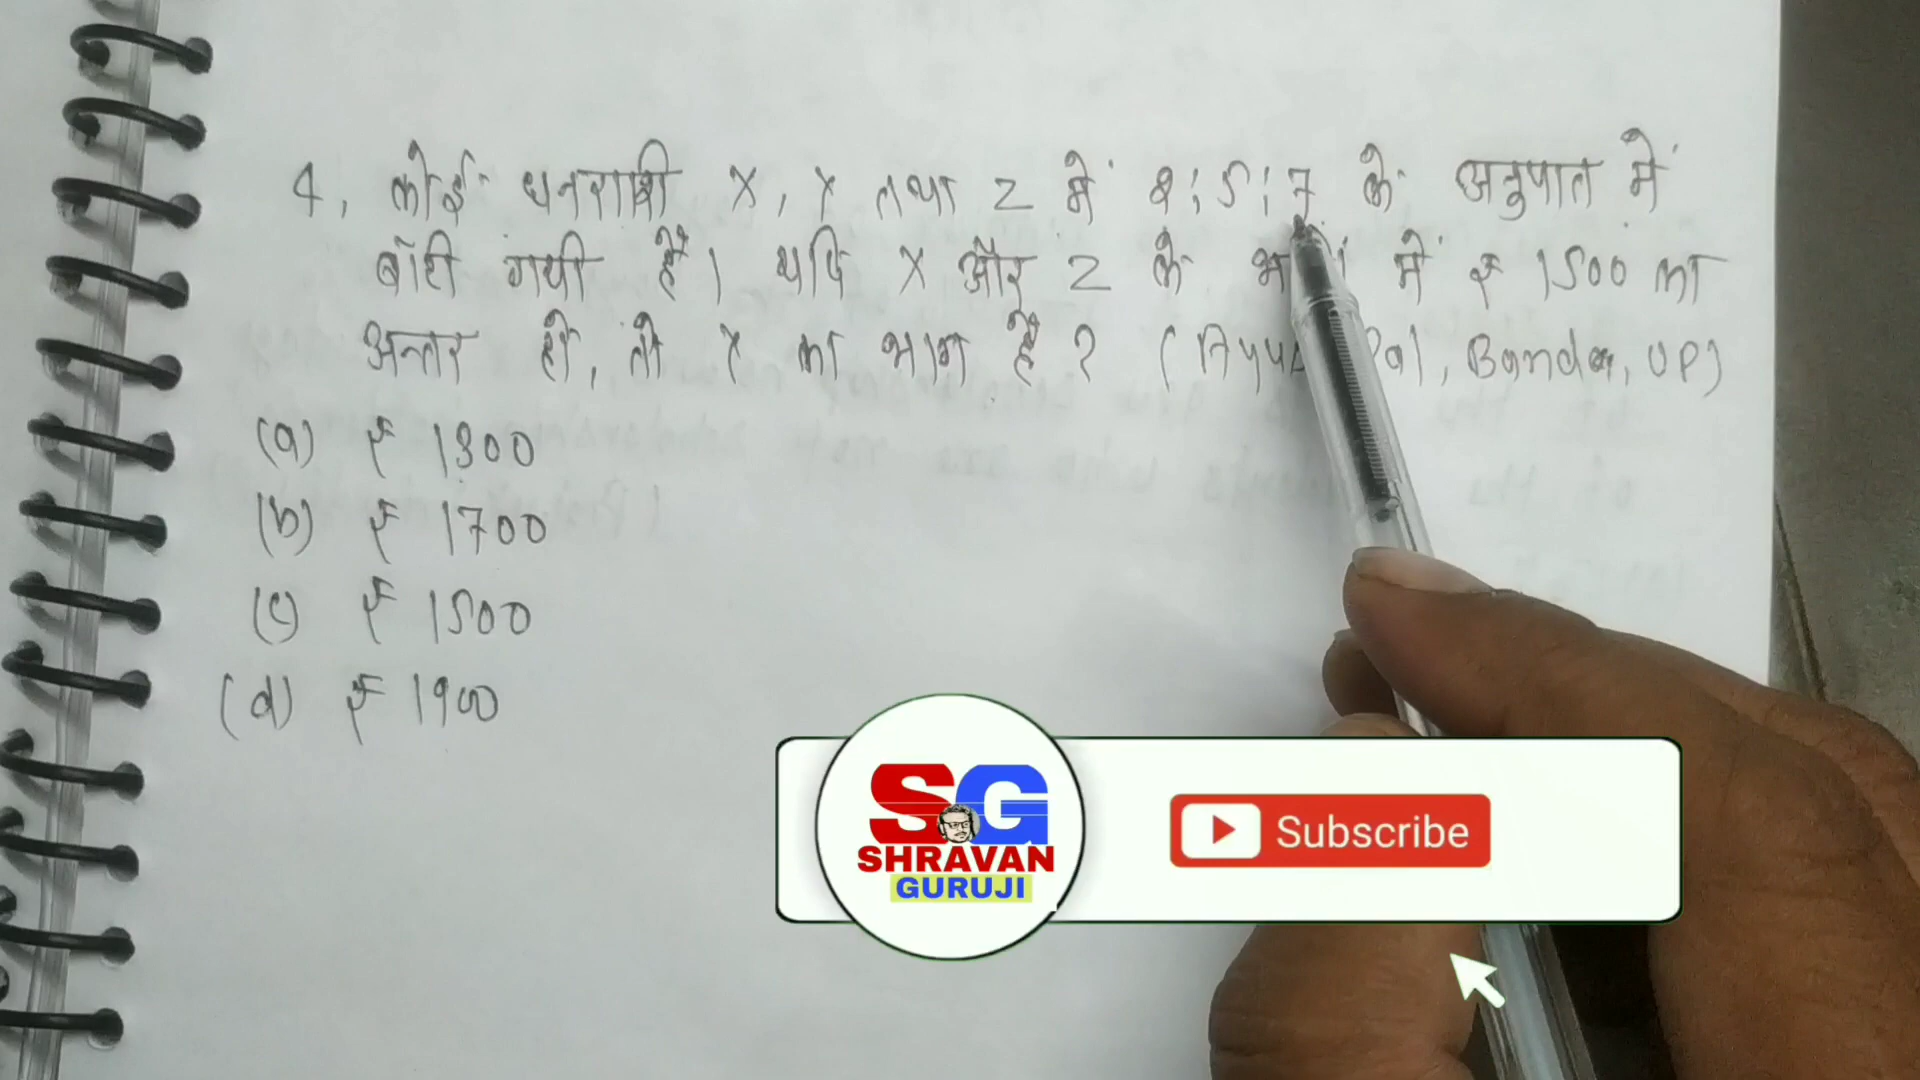 4, कोई धनराशी X, Y तथा Z में 2:5:7 के अनुपात में
बाँटी गयी है। यदि X और Z के में ₹ 1500 का
अन्तर हो, तो Y का भाग है ? ( Banda, UP)
(a) ₹ 1300
(b) ₹ 1700
(c) ₹ 1500
(d) ₹ 1900
SG
SHRAVAN
GURUJI
Subscribe